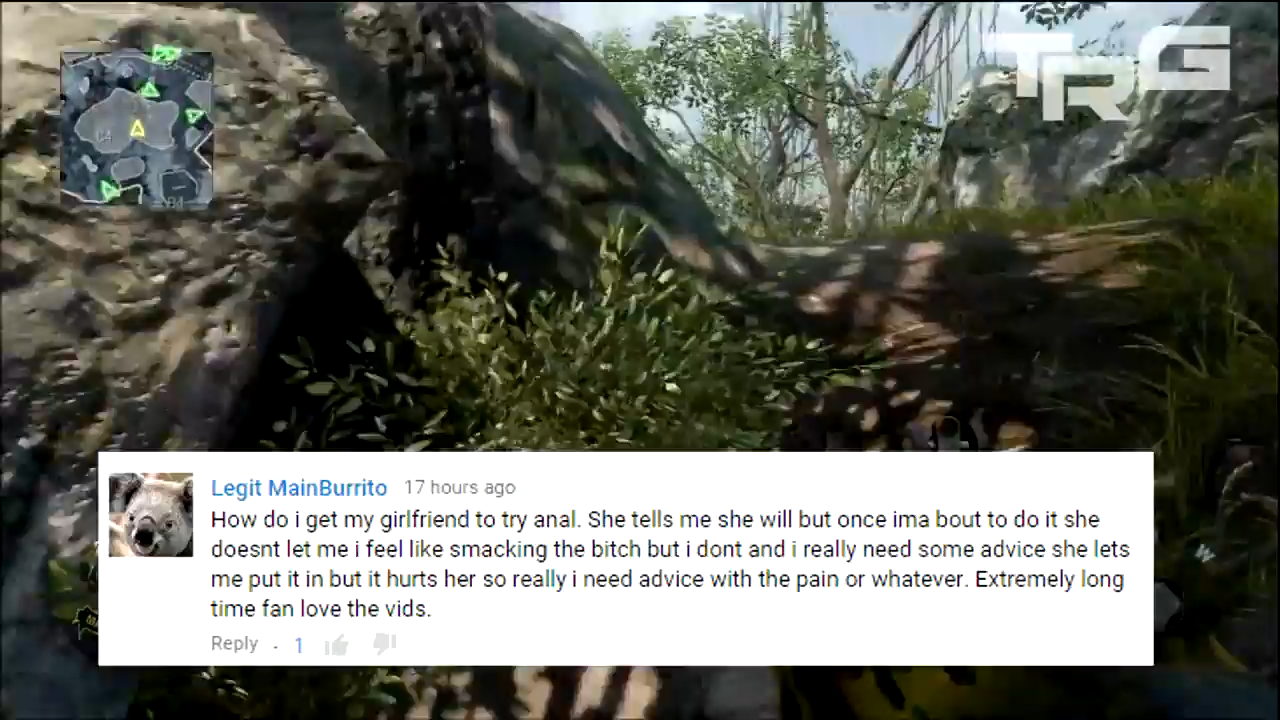 TRG
Legit MainBurrito 17 hours ago
How do i get my girlfriend to try anal. She tells me she will but once ima bout to do it she
doesnt let me i feel like smacking the bitch but i dont and i really need some advice she lets
me put it in but it hurts her so really i need advice with the pain or whatever. Extremely long
time fan love the vids.
Reply . 1